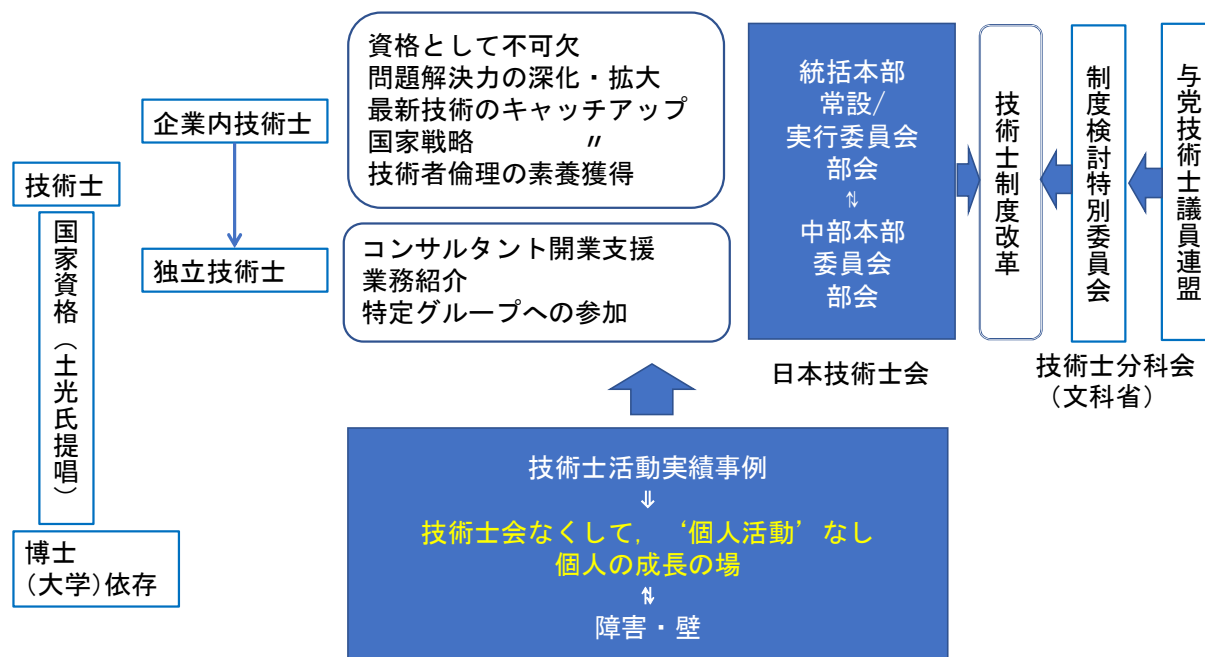 技術士
国家資格(土光氏提唱)
博士
(大学)依存
企業内技術士
独立技術士
資格として不可欠
問題解決力の深化・拡大
最新技術のキャッチアップ
国家戦略 〃
技術者倫理の素養獲得
コンサルタント開業支援
業務紹介
特定グループへの参加
統括本部
常設/
実行委員会
部会
⇅
中部本部
委員会
部会
日本技術士会
技術士制度改革
制度検討特別委員会
与党技術士議員連盟
技術士分科会
(文科省)
技術士活動実績事例
⇓
技術士会なくして,‘個人活動’なし
個人の成長の場
⇅
障害・壁